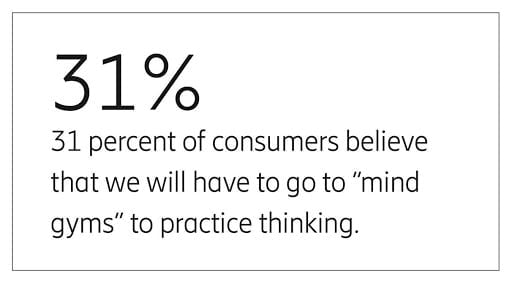 31%
31 percent of consumers believe
that we will have to go to “mind
gyms” to practice thinking.